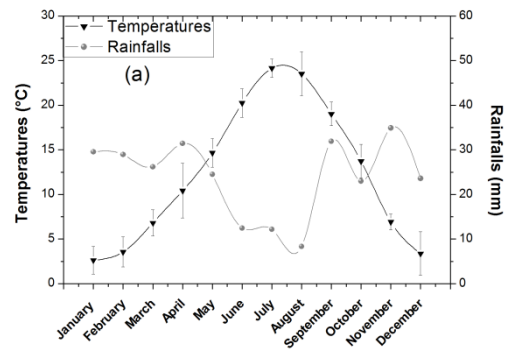 Temperatures
Rainfalls
(a)
Temperatures (°C)
30
25
20
15
10
5
0
Rainfalls (mm)
60
50
40
30
20
10
0
January
February
March
April
May
June
July
August
September
October
November
December